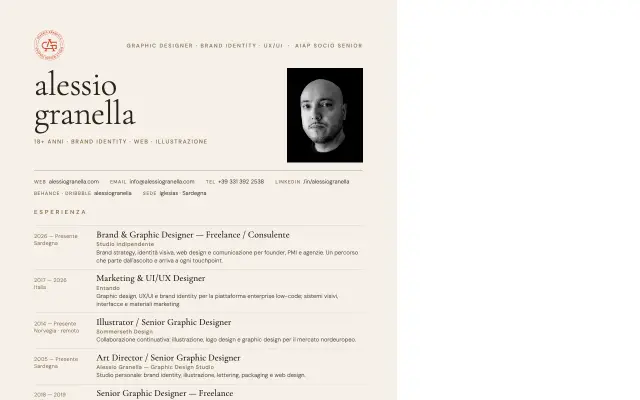 GRAPHIC DESIGNER · BRAND IDENTITY · UX/UI · AIAP SOCIO SENIOR
alessio
granella
18+ ANNI · BRAND IDENTITY · WEB · ILLUSTRAZIONE
WEB alessiogranella.com EMAIL info@alessiogranella.com TEL +39 331 392 2538 LINKEDIN /in/alessiogranella
BEHANCE · DRIBBBLE alessiogranella SEDE Iglesias · Sardegna
ESPERIENZA
2026 — Presente
Sardegna
Brand & Graphic Designer — Freelance / Consulente
Studio indipendente
Brand strategy, identità visiva, web design e comunicazione per founder, PMI e agenzie. Un percorso
che parte dall'ascolto e arriva a ogni touchpoint.
2017 — 2026
Italia
Marketing & UI/UX Designer
Entando
Graphic design, UX/UI e brand identity per la piattaforma enterprise low-code; sistemi visivi,
interfacce e materiali marketing.
2014 — Presente
Norvegia · remoto
Illustrator / Senior Graphic Designer
Sommerseth Design
Collaborazione continuativa: illustrazione, logo design e graphic design per il mercato nordeuropeo.
2005 — Presente
Sardegna
Art Director / Senior Graphic Designer
Alessio Granella — Graphic Design Studio
Studio personale: brand identity, illustrazione, lettering, packaging e web design.
Senior Graphic Designer — Freelance